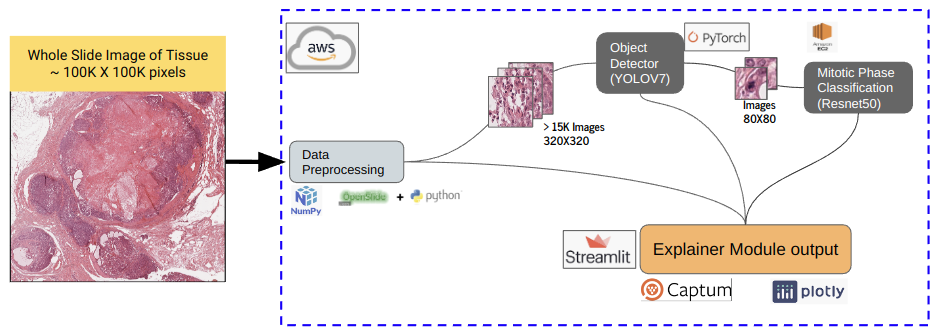 Whole Slide Image of Tissue
~ 100K X 100K pixels
aws
Object
Detector
(YOLOV7)
PyTorch
Amazon
EC2
Mitotic Phase
Classification
(Resnet50)
Images
80X80
> 15K Images
320X320
Data
Preprocessing
NumPy
OpenSlide
+
python
Streamlit
Explainer Module output
Captum
plotly